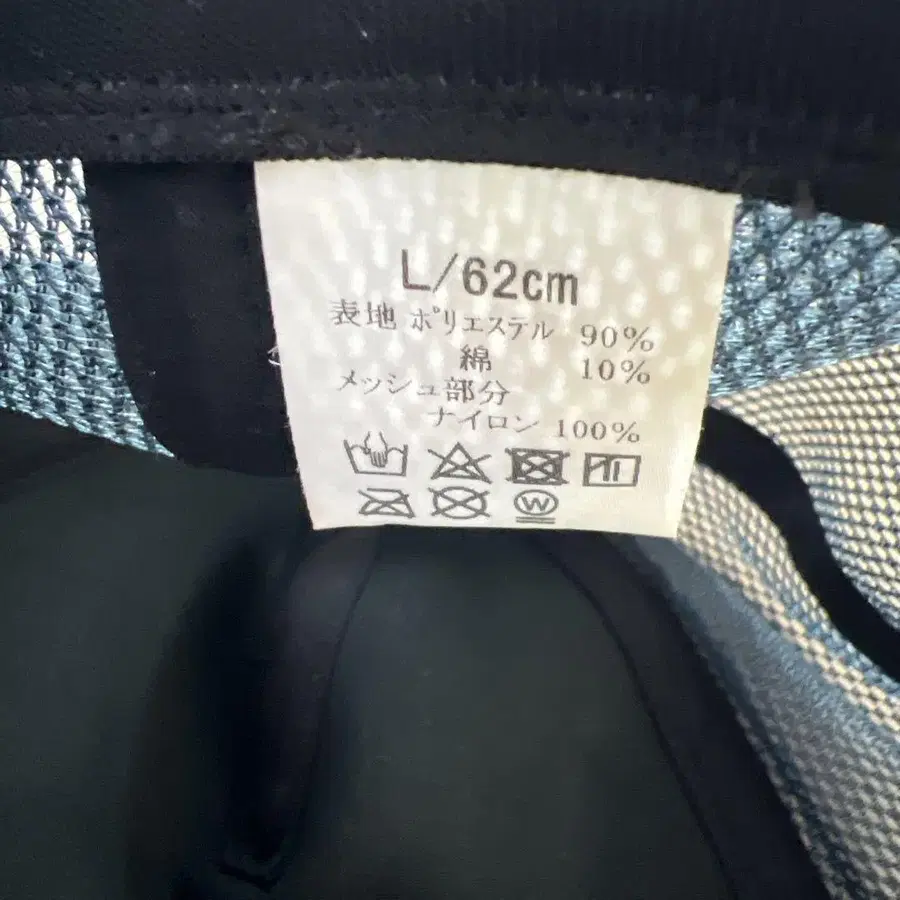 L/62cm
表地 ポリエステル 90%
綿 10%
メッシュ部分
ナイロン 100%
W